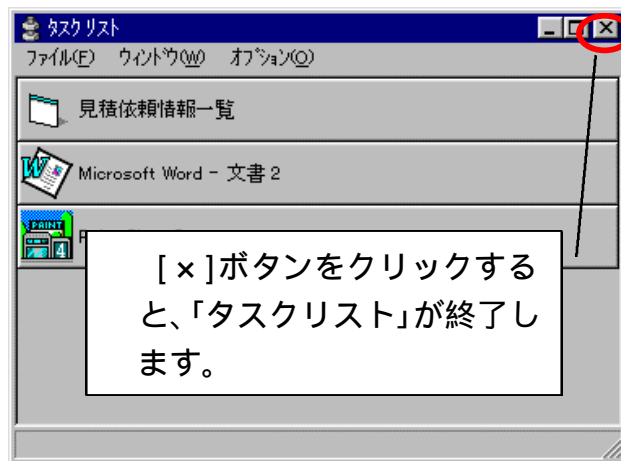 タスクリスト
ファイル(F) ウィンドウ(W) オプション(O)
見積依頼情報一覧
Microsoft Word - 文書 2
PAINT
4
[×]ボタンをクリックする
と、「タスクリスト」が終了し
ます。